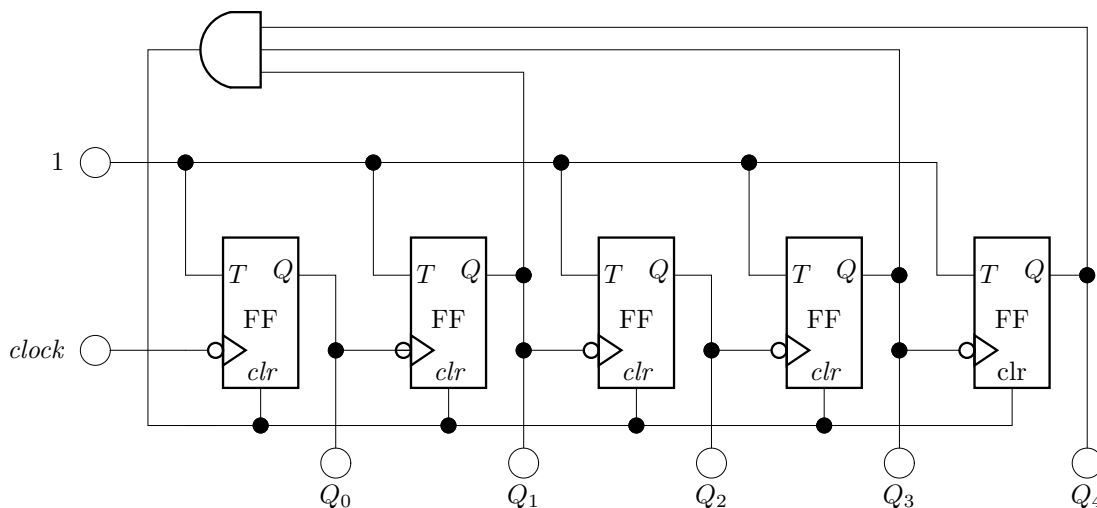 1
T Q T Q T Q T Q T Q
FF FF FF FF FF
clock
clr clr clr clr clr
Q0 Q1 Q2 Q3 Q4